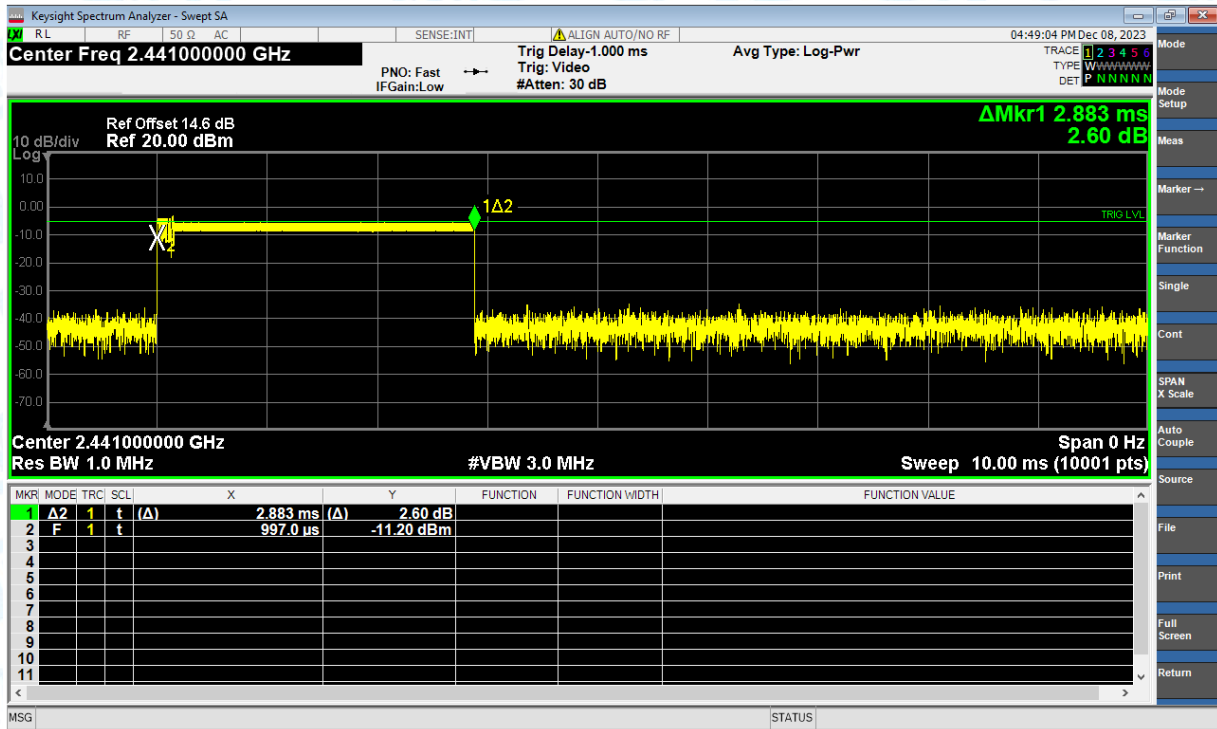 Keysight Spectrum Analyzer - Swept SA
LXI RL RF 50 Ω AC SENSE:INT ALIGN AUTO/NO RF 04:49:04 PM Dec 08, 2023
Center Freq 2.441000000 GHz
PNO: Fast
IFGain:Low
Trig Delay-1.000 ms
Trig: Video
#Atten: 30 dB
Avg Type: Log-Pwr
TRACE 1 2 3 4 5 6
TYPE WWWWWWW
DET P N N N N N
ΔMkr1 2.883 ms
2.60 dB
Ref Offset 14.6 dB
10 dB/div Ref 20.00 dBm
Log
10.0
0.00
-10.0
-20.0
-30.0
-40.0
-50.0
-60.0
-70.0
1Δ2
TRIG LVL
X2
Center 2.441000000 GHz Span 0 Hz
Res BW 1.0 MHz #VBW 3.0 MHz Sweep 10.00 ms (10001 pts)
MKR MODE TRC SCL X Y FUNCTION FUNCTION WIDTH FUNCTION VALUE
1 Δ2 1 t (Δ) 2.883 ms (Δ) 2.60 dB
2 F 1 t 997.0 µs -11.20 dBm
3
4
5
6
7
8
9
10
11
MSG STATUS
Mode
Mode
Setup
Meas
Marker →
Marker
Function
Single
Cont
SPAN
X Scale
Auto
Couple
Source
File
Print
Full
Screen
Return